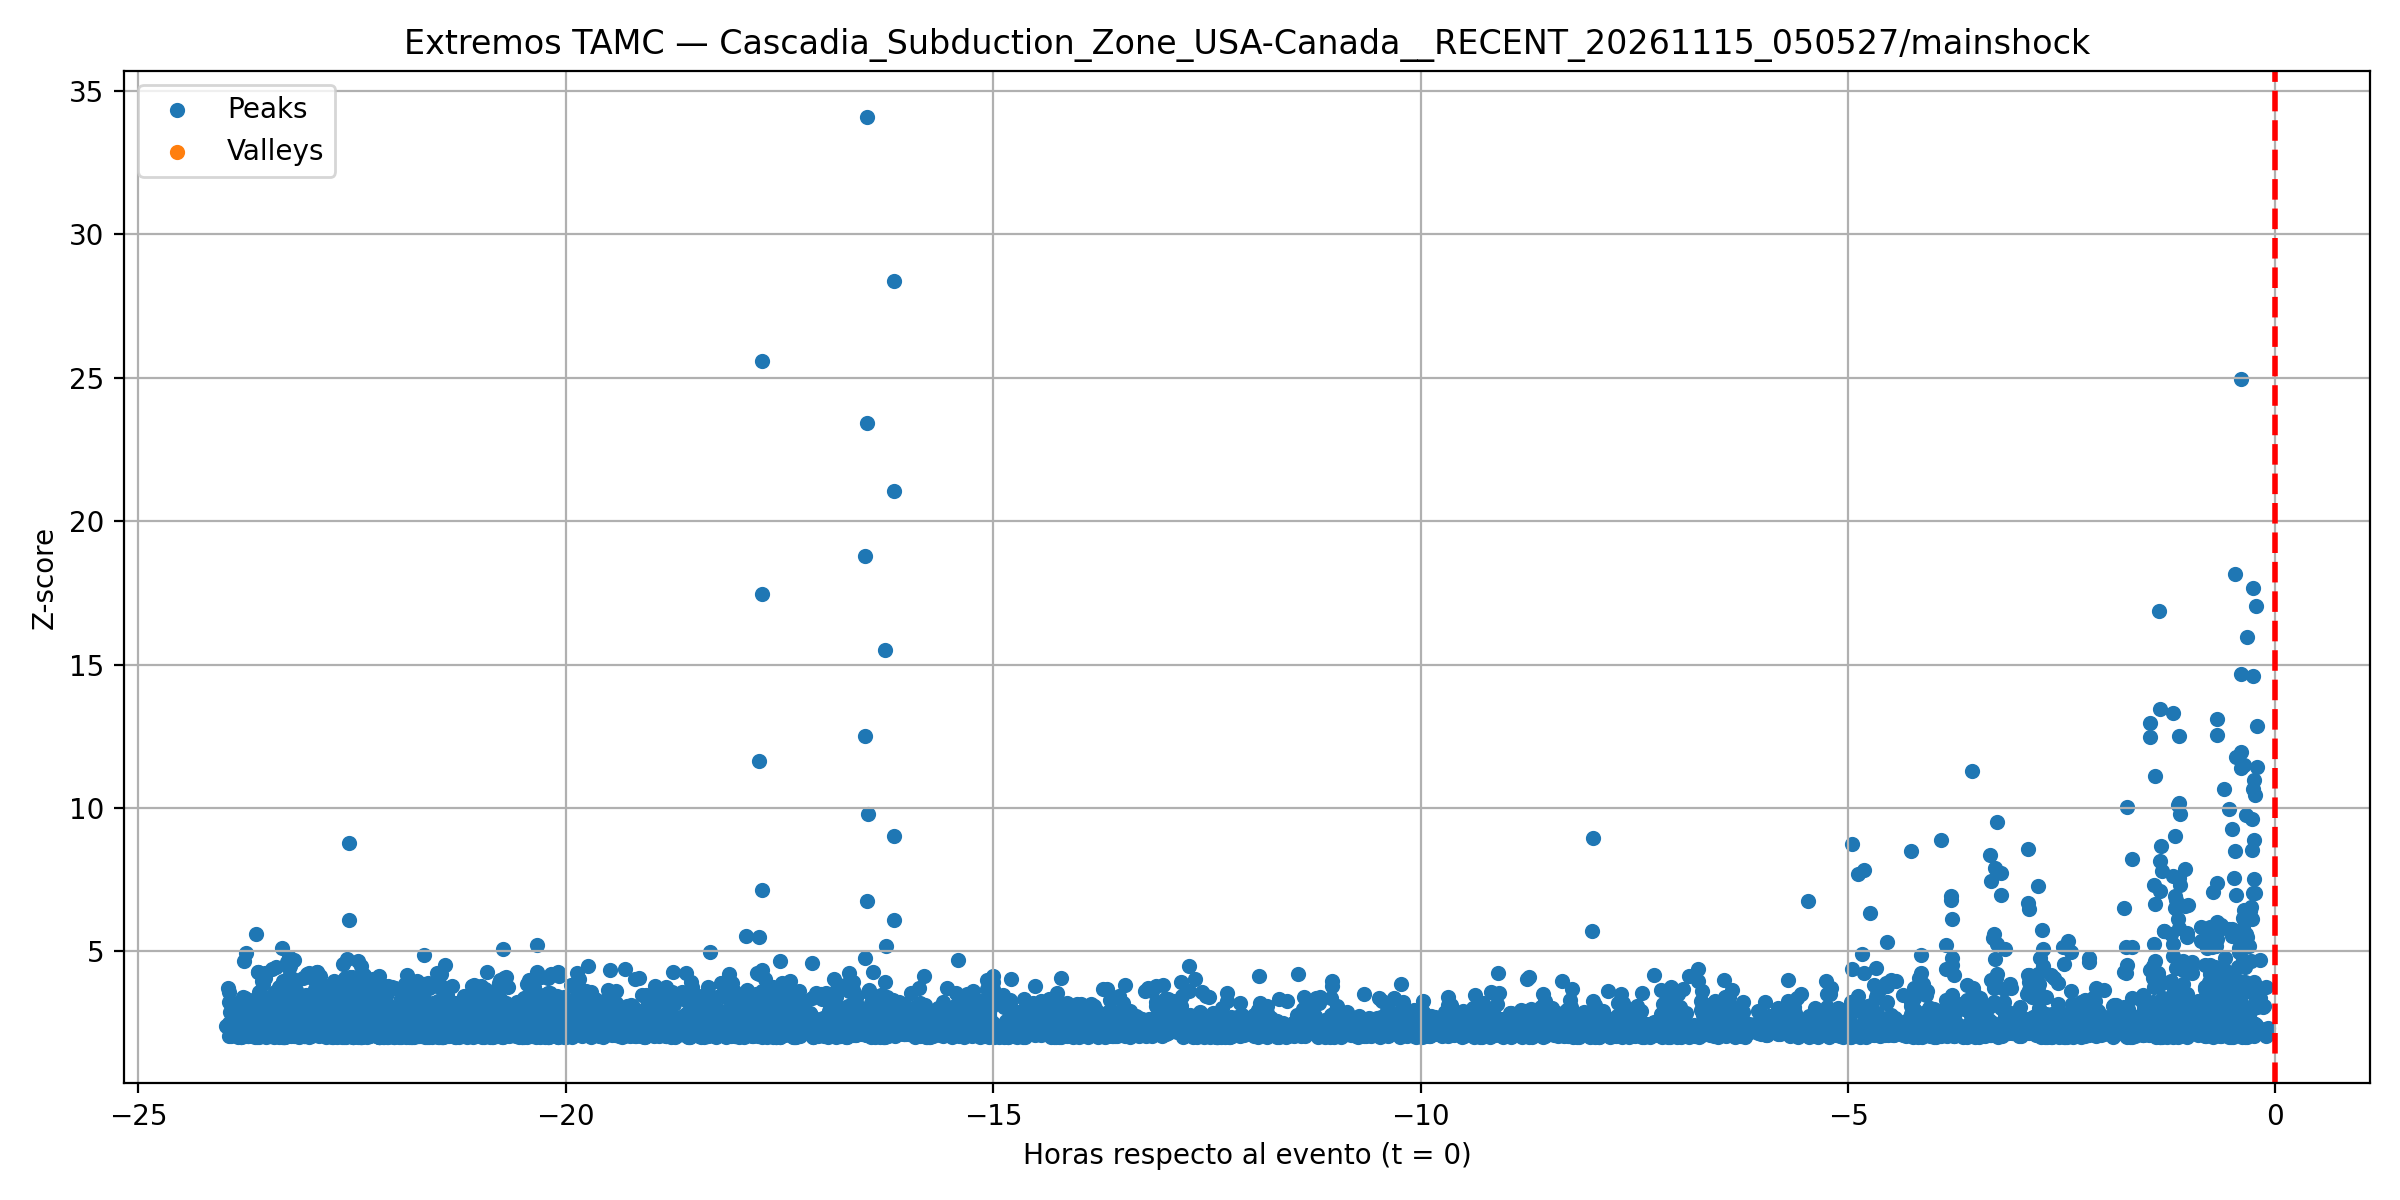 Extremos TAMC — Cascadia_Subduction_Zone_USA-Canada__RECENT_20261115_050527/mainshock
Peaks
Valleys
35
30
25
20
15
10
5
Z-score
−25
−20
−15
−10
−5
0
Horas respecto al evento (t = 0)